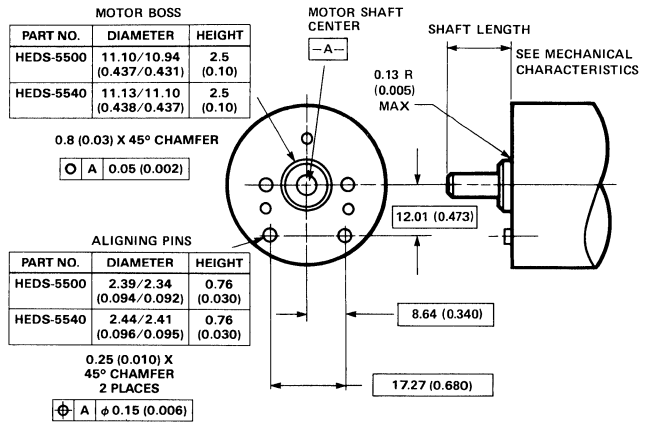 MOTOR BOSS
PART NO. DIAMETER HEIGHT
HEDS-5500 11.10/10.94 2.5
(0.437/0.431) (0.10)
HEDS-5540 11.13/11.10 2.5
(0.438/0.437) (0.10)
0.8 (0.03) X 45° CHAMFER
A 0.05 (0.002)
MOTOR SHAFT
CENTER
–A–
SHAFT LENGTH
SEE MECHANICAL
CHARACTERISTICS
0.13 R
(0.005)
MAX
12.01 (0.473)
ALIGNING PINS
PART NO. DIAMETER HEIGHT
HEDS-5500 2.39/2.34 0.76
(0.094/0.092) (0.030)
HEDS-5540 2.44/2.41 0.76
(0.096/0.095) (0.030)
0.25 (0.010) X
45° CHAMFER
2 PLACES
⌖ A ϕ 0.15 (0.006)
8.64 (0.340)
17.27 (0.680)